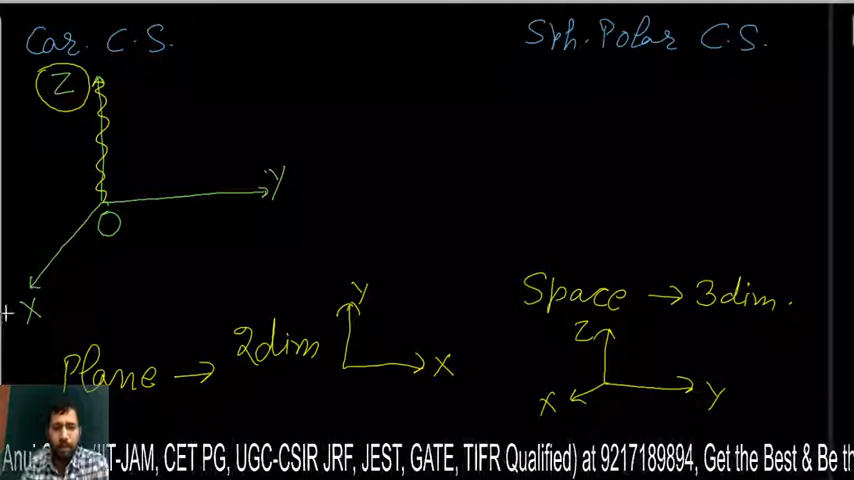 Car. C.S.
Sph. Polar C.S.
Z
Y
O
X
Space → 3dim.
Plane → 2dim
Y
X
Z
Y
X
(IIT-JAM, CET PG, UGC-CSIR JRF, JEST, GATE, TIFR Qualified) at 9217189894, Get the Best & Be th